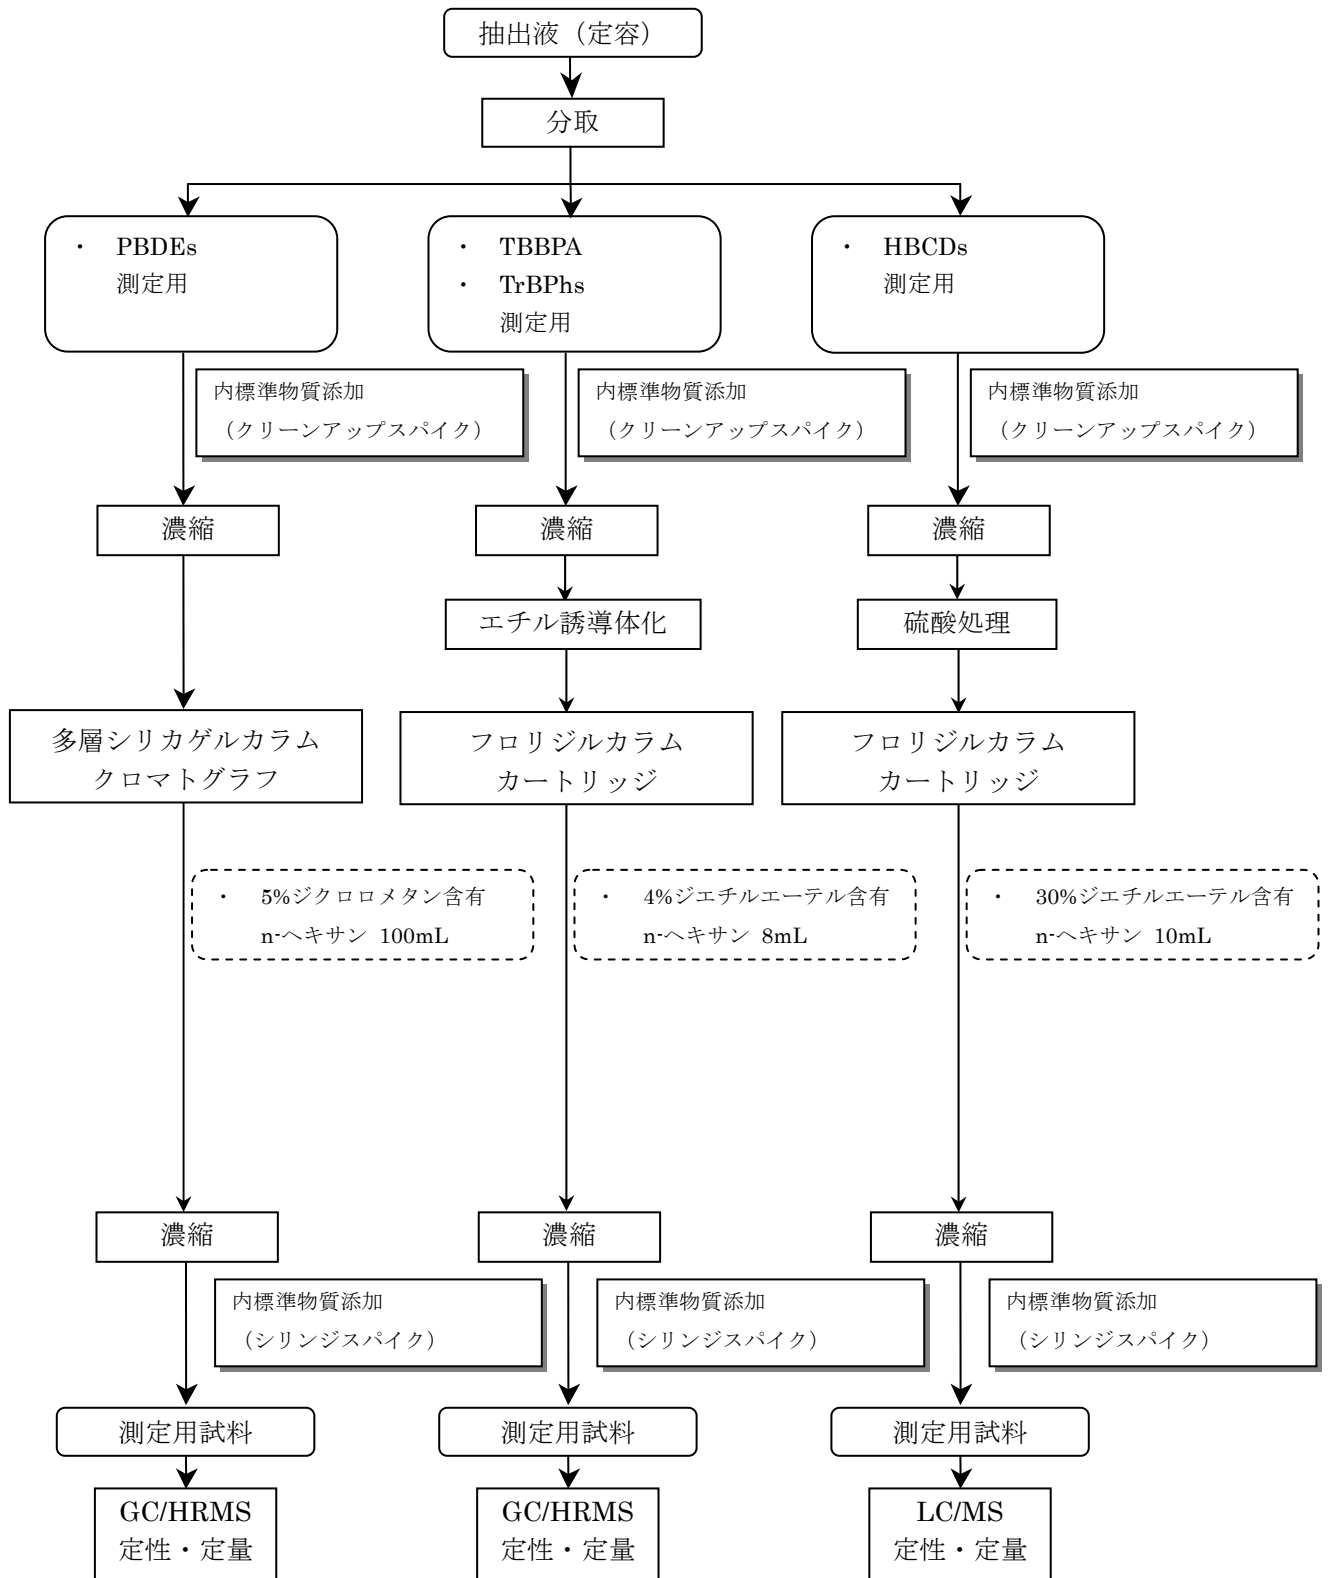 抽出液（定容）
分取
・ PBDEs
測定用
・ TBBPA
・ TrBPhs
測定用
・ HBCDs
測定用
内標準物質添加
（クリーンアップスパイク）
内標準物質添加
（クリーンアップスパイク）
内標準物質添加
（クリーンアップスパイク）
濃縮
濃縮
濃縮
エチル誘導体化
硫酸処理
多層シリカゲルカラム
クロマトグラフ
フロリジルカラム
カートリッジ
フロリジルカラム
カートリッジ
・ 5%ジクロロメタン含有
n-ヘキサン 100mL
・ 4%ジエチルエーテル含有
n-ヘキサン 8mL
・ 30%ジエチルエーテル含有
n-ヘキサン 10mL
濃縮
濃縮
濃縮
内標準物質添加
（シリンジスパイク）
内標準物質添加
（シリンジスパイク）
内標準物質添加
（シリンジスパイク）
測定用試料
測定用試料
測定用試料
GC/HRMS
定性・定量
GC/HRMS
定性・定量
LC/MS
定性・定量